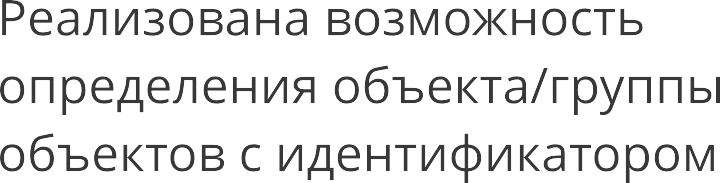 Реализована возможность
определения объекта/группы
объектов с идентификатором